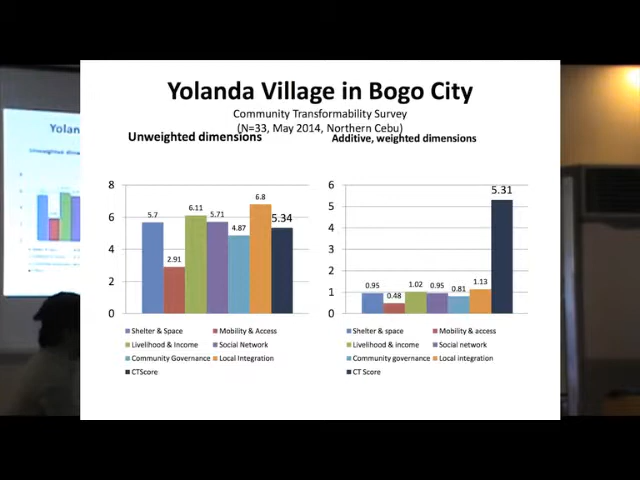 Yolanda Village in Bogo City
Community Transformability Survey
(N=33, May 2014, Northern Cebu)
Unweighted dimensions
8
6
4
2
0
5.7
2.91
6.11
5.71
4.87
6.8
5.34
Shelter & Space
Mobility & Access
Livelihood & Income
Social Network
Community Governance
Local Integration
CTScore
Additive, weighted dimensions
6
5
4
3
2
1
0
0.95
0.48
1.02
0.95
0.81
1.13
5.31
Shelter & space
Mobility & access
Livelihood & income
Social network
Community governance
Local integration
CT Score
Yolan